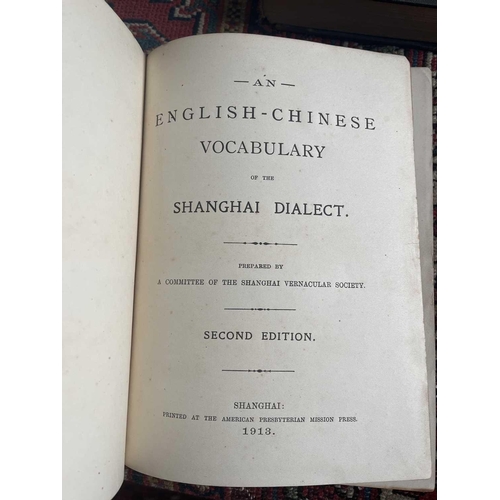 — AN —
ENGLISH-CHINESE
VOCABULARY
OF THE
SHANGHAI DIALECT.
PREPARED BY
A COMMITTEE OF THE SHANGHAI VERNACULAR SOCIETY.
SECOND EDITION.
SHANGHAI:
PRINTED AT THE AMERICAN PRESBYTERIAN MISSION PRESS.
1913.